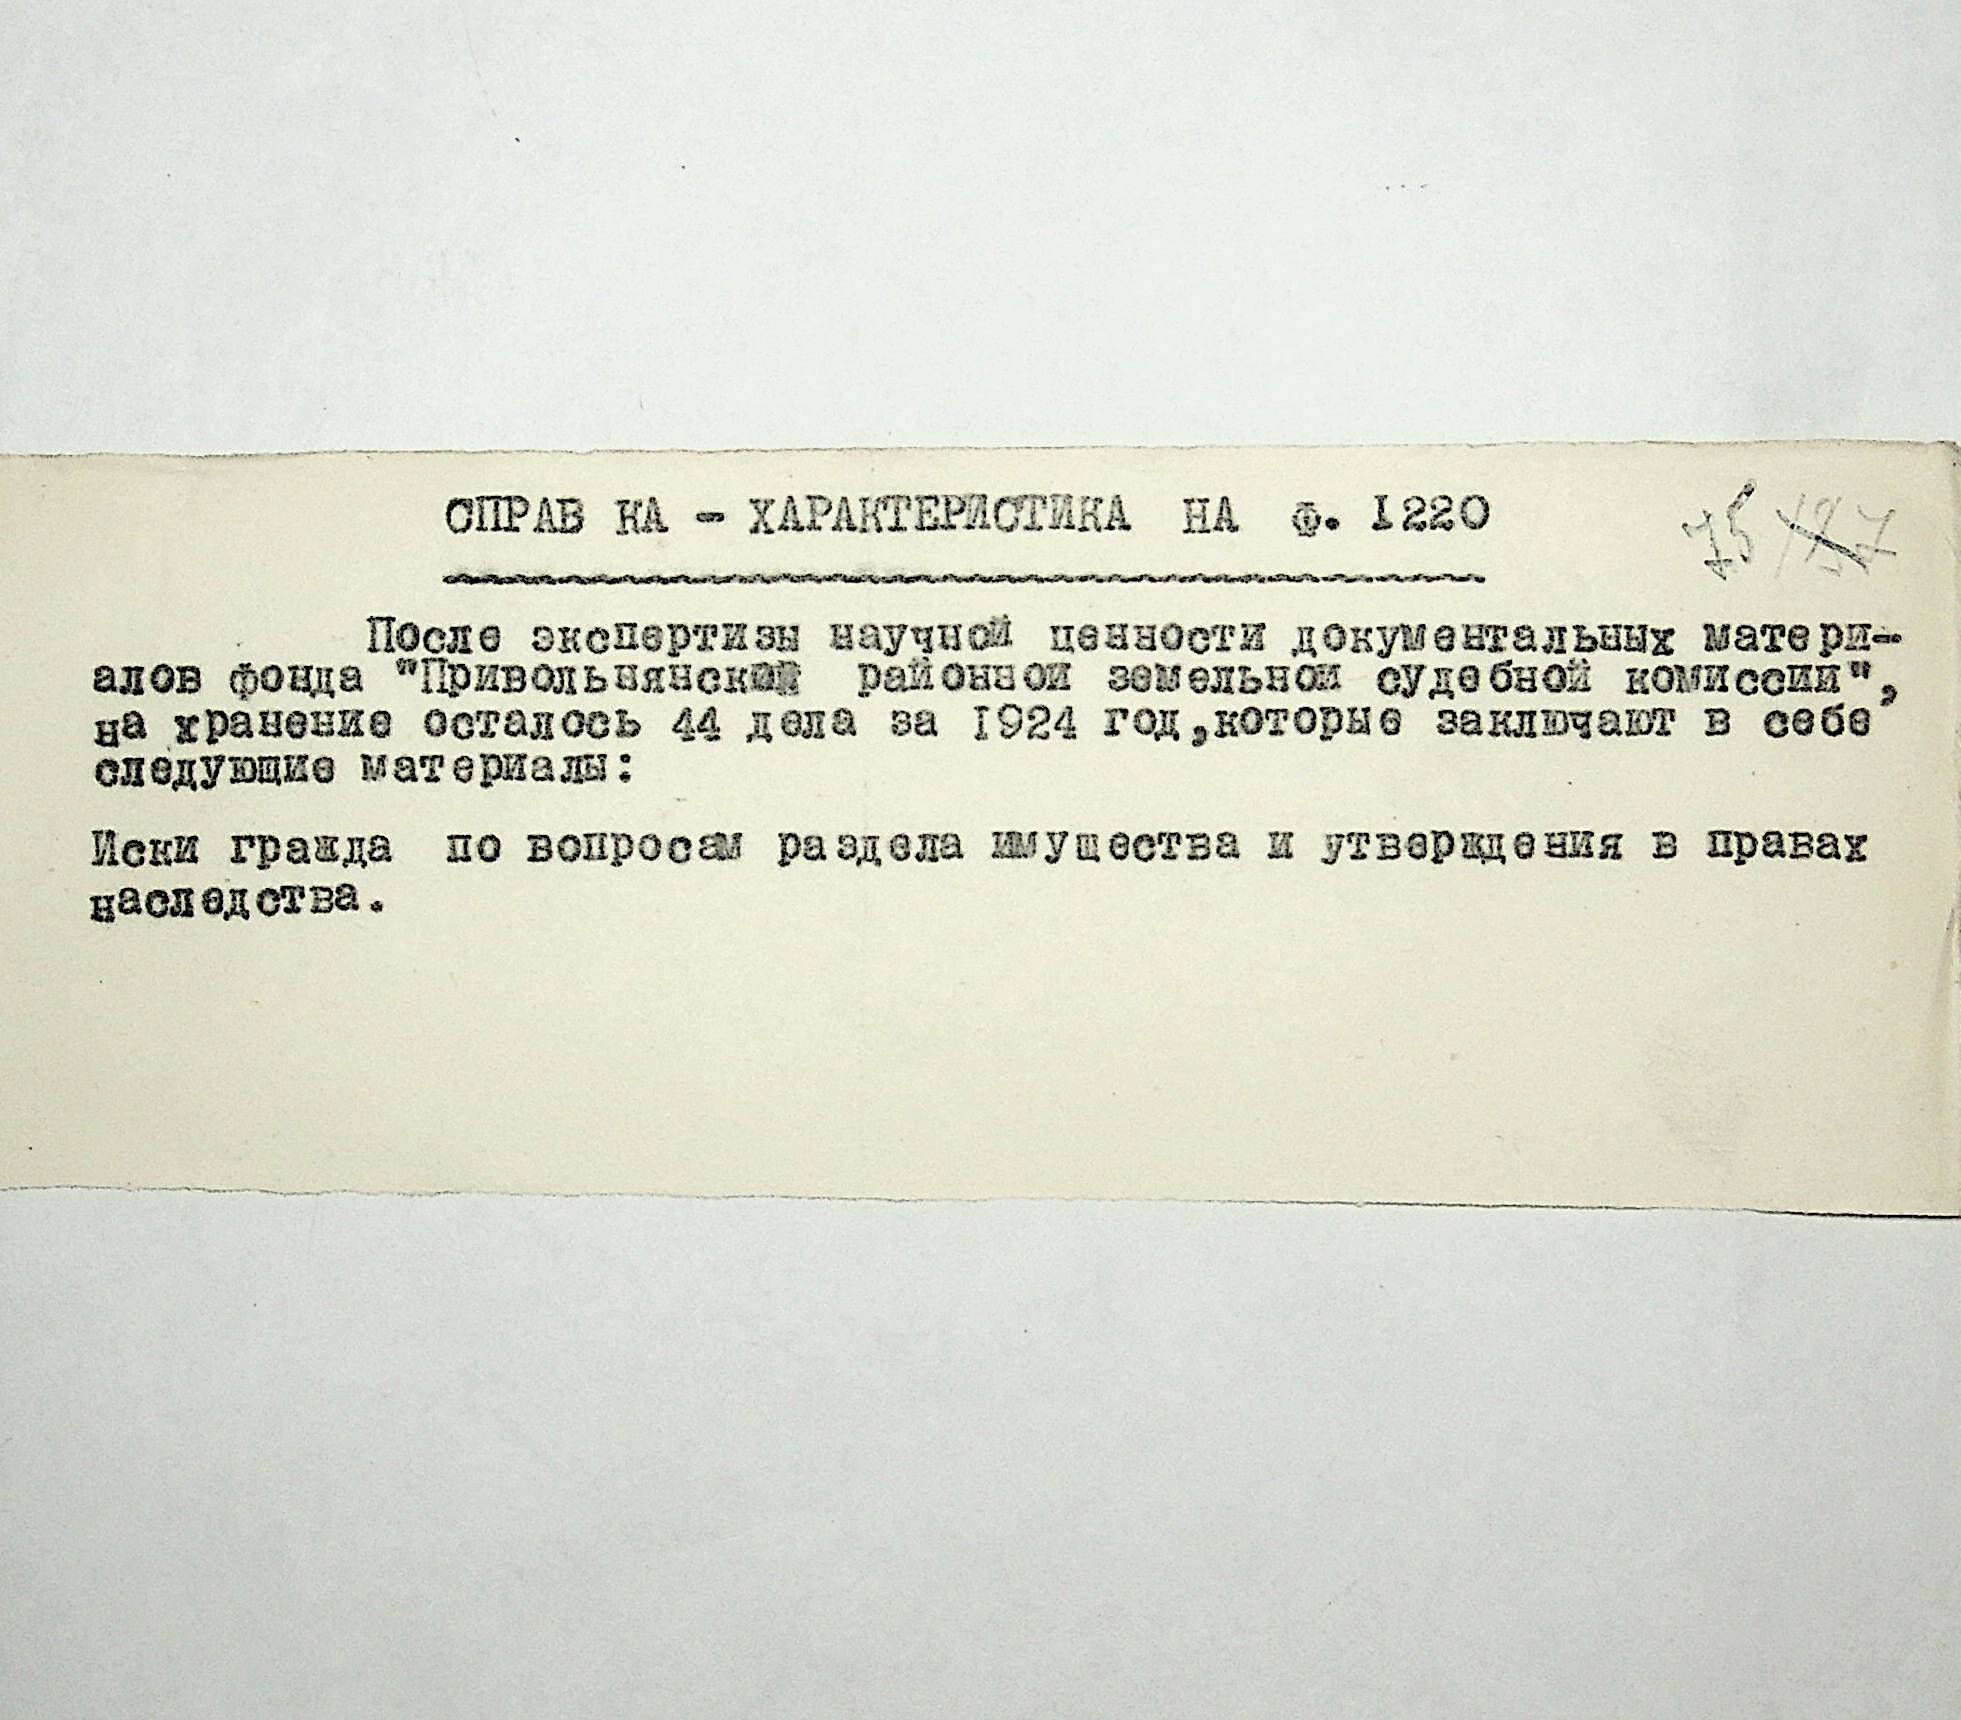 СПРАВ КА - ХАРАКТЕРИСТИКА НА Ф. 1220
75 127
После экспертизы научной ценности документальных матери-
алов фонда "Привольнянской районной земельной судебной комиссии",
на хранение осталось 44 дела за 1924 год,которые заключают в себе
следующие материалы:
Иски гражда по вопросам раздела имущества и утверждения в правах
наследства.